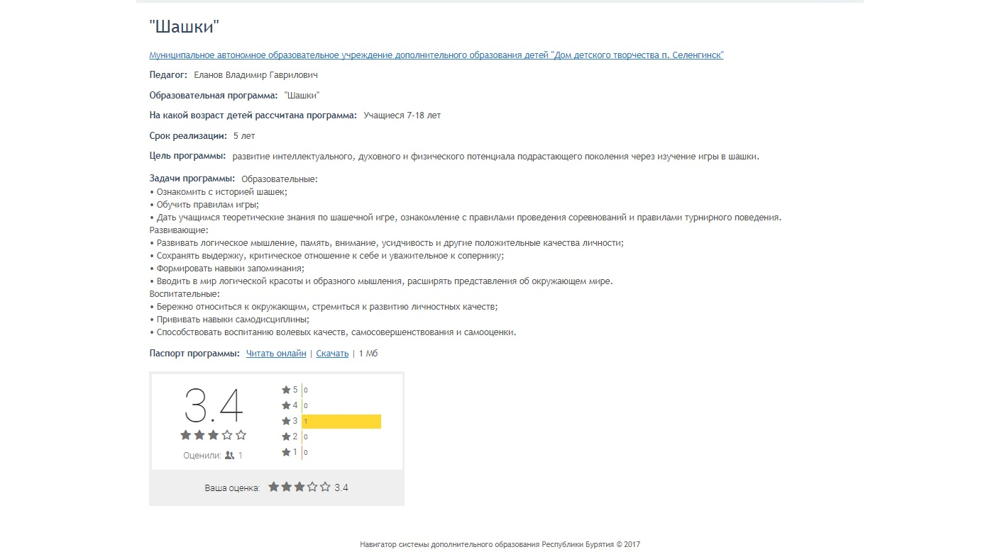 "Шашки"
Муниципальное автономное образовательное учреждение дополнительного образования детей "Дом детского творчества п. Селенгинск"
Педагог: Еланов Владимир Гаврилович
Образовательная программа: "Шашки"
На какой возраст детей рассчитана программа: Учащиеся 7-18 лет
Срок реализации: 5 лет
Цель программы: развитие интеллектуального, духовного и физического потенциала подрастающего поколения через изучение игры в шашки.
Задачи программы: Образовательные:
• Ознакомить с историей шашек;
• Обучить правилам игры;
• Дать учащимся теоретические знания по шашечной игре, ознакомление с правилами проведения соревнований и правилами турнирного поведения.
Развивающие:
• Развивать логическое мышление, память, внимание, усидчивость и другие положительные качества личности;
• Сохранять выдержку, критическое отношение к себе и уважительное к сопернику;
• Формировать навыки запоминания;
• Вводить в мир логической красоты и образного мышления, расширять представления об окружающем мире.
Воспитательные:
• Бережно относиться к окружающим, стремиться к развитию личностных качеств;
• Прививать навыки самодисциплины;
• Способствовать воспитанию волевых качеств, самосовершенствования и самооценки.
Паспорт программы: Читать онлайн | Скачать | 1 Мб
3.4
Оценили: 1
5 0
4 0
3 1
2 0
1 0
Ваша оценка: 3.4
Навигатор системы дополнительного образования Республики Бурятия © 2017